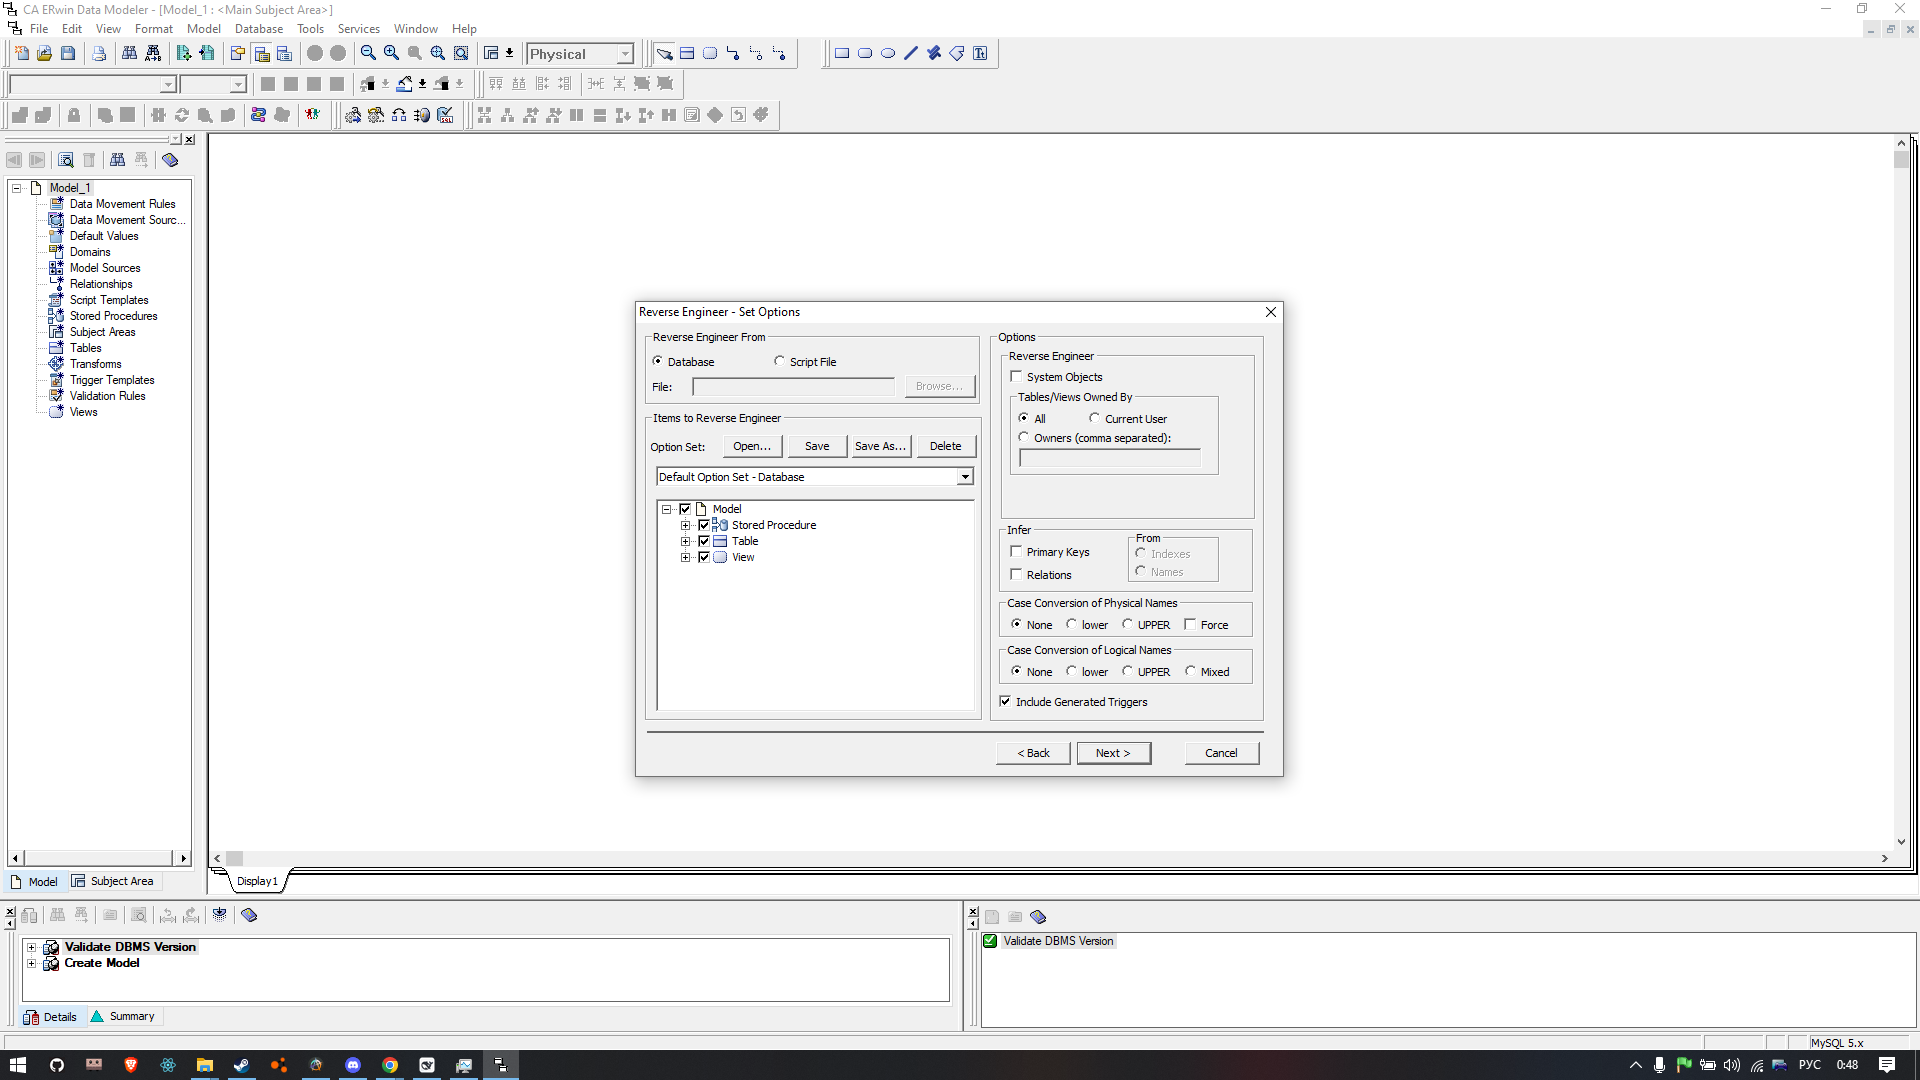 CA ERwin Data Modeler - [Model_1 : <Main Subject Area>]
File Edit View Format Model Database Tools Services Window Help
Physical
Model_1
Data Movement Rules
Data Movement Sourc...
Default Values
Domains
Model Sources
Relationships
Script Templates
Stored Procedures
Subject Areas
Tables
Transforms
Trigger Templates
Validation Rules
Views
Model
Subject Area
Display1
Reverse Engineer - Set Options
Reverse Engineer From
Database
Script File
File:
Browse...
Items to Reverse Engineer
Option Set:
Open...
Save
Save As...
Delete
Default Option Set - Database
Model
Stored Procedure
Table
View
Options
Reverse Engineer
System Objects
Tables/Views Owned By
All
Current User
Owners (comma separated):
Infer
Primary Keys
Relations
From
Indexes
Names
Case Conversion of Physical Names
None
lower
UPPER
Force
Case Conversion of Logical Names
None
lower
UPPER
Mixed
Include Generated Triggers
< Back
Next >
Cancel
Validate DBMS Version
Create Model
Details
Summary
Validate DBMS Version
MySQL 5.x
РУС
0:48